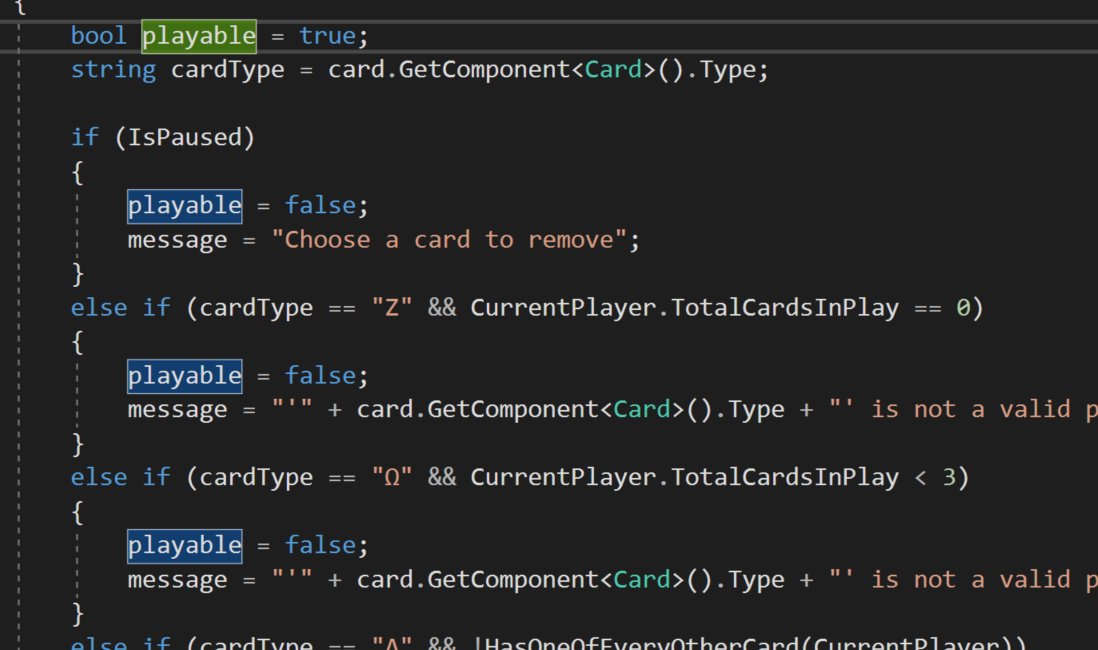 {
bool playable = true;
string cardType = card.GetComponent<Card>().Type;
if (IsPaused)
{
playable = false;
message = "Choose a card to remove";
}
else if (cardType == "Z" && CurrentPlayer.TotalCardsInPlay == 0)
{
playable = false;
message = "'" + card.GetComponent<Card>().Type + "' is not a valid p
}
else if (cardType == "Ω" && CurrentPlayer.TotalCardsInPlay < 3)
{
playable = false;
message = "'" + card.GetComponent<Card>().Type + "' is not a valid p
}
else if (cardType == "A" && !HasOneOfEveryOtherCard(CurrentPlayer))